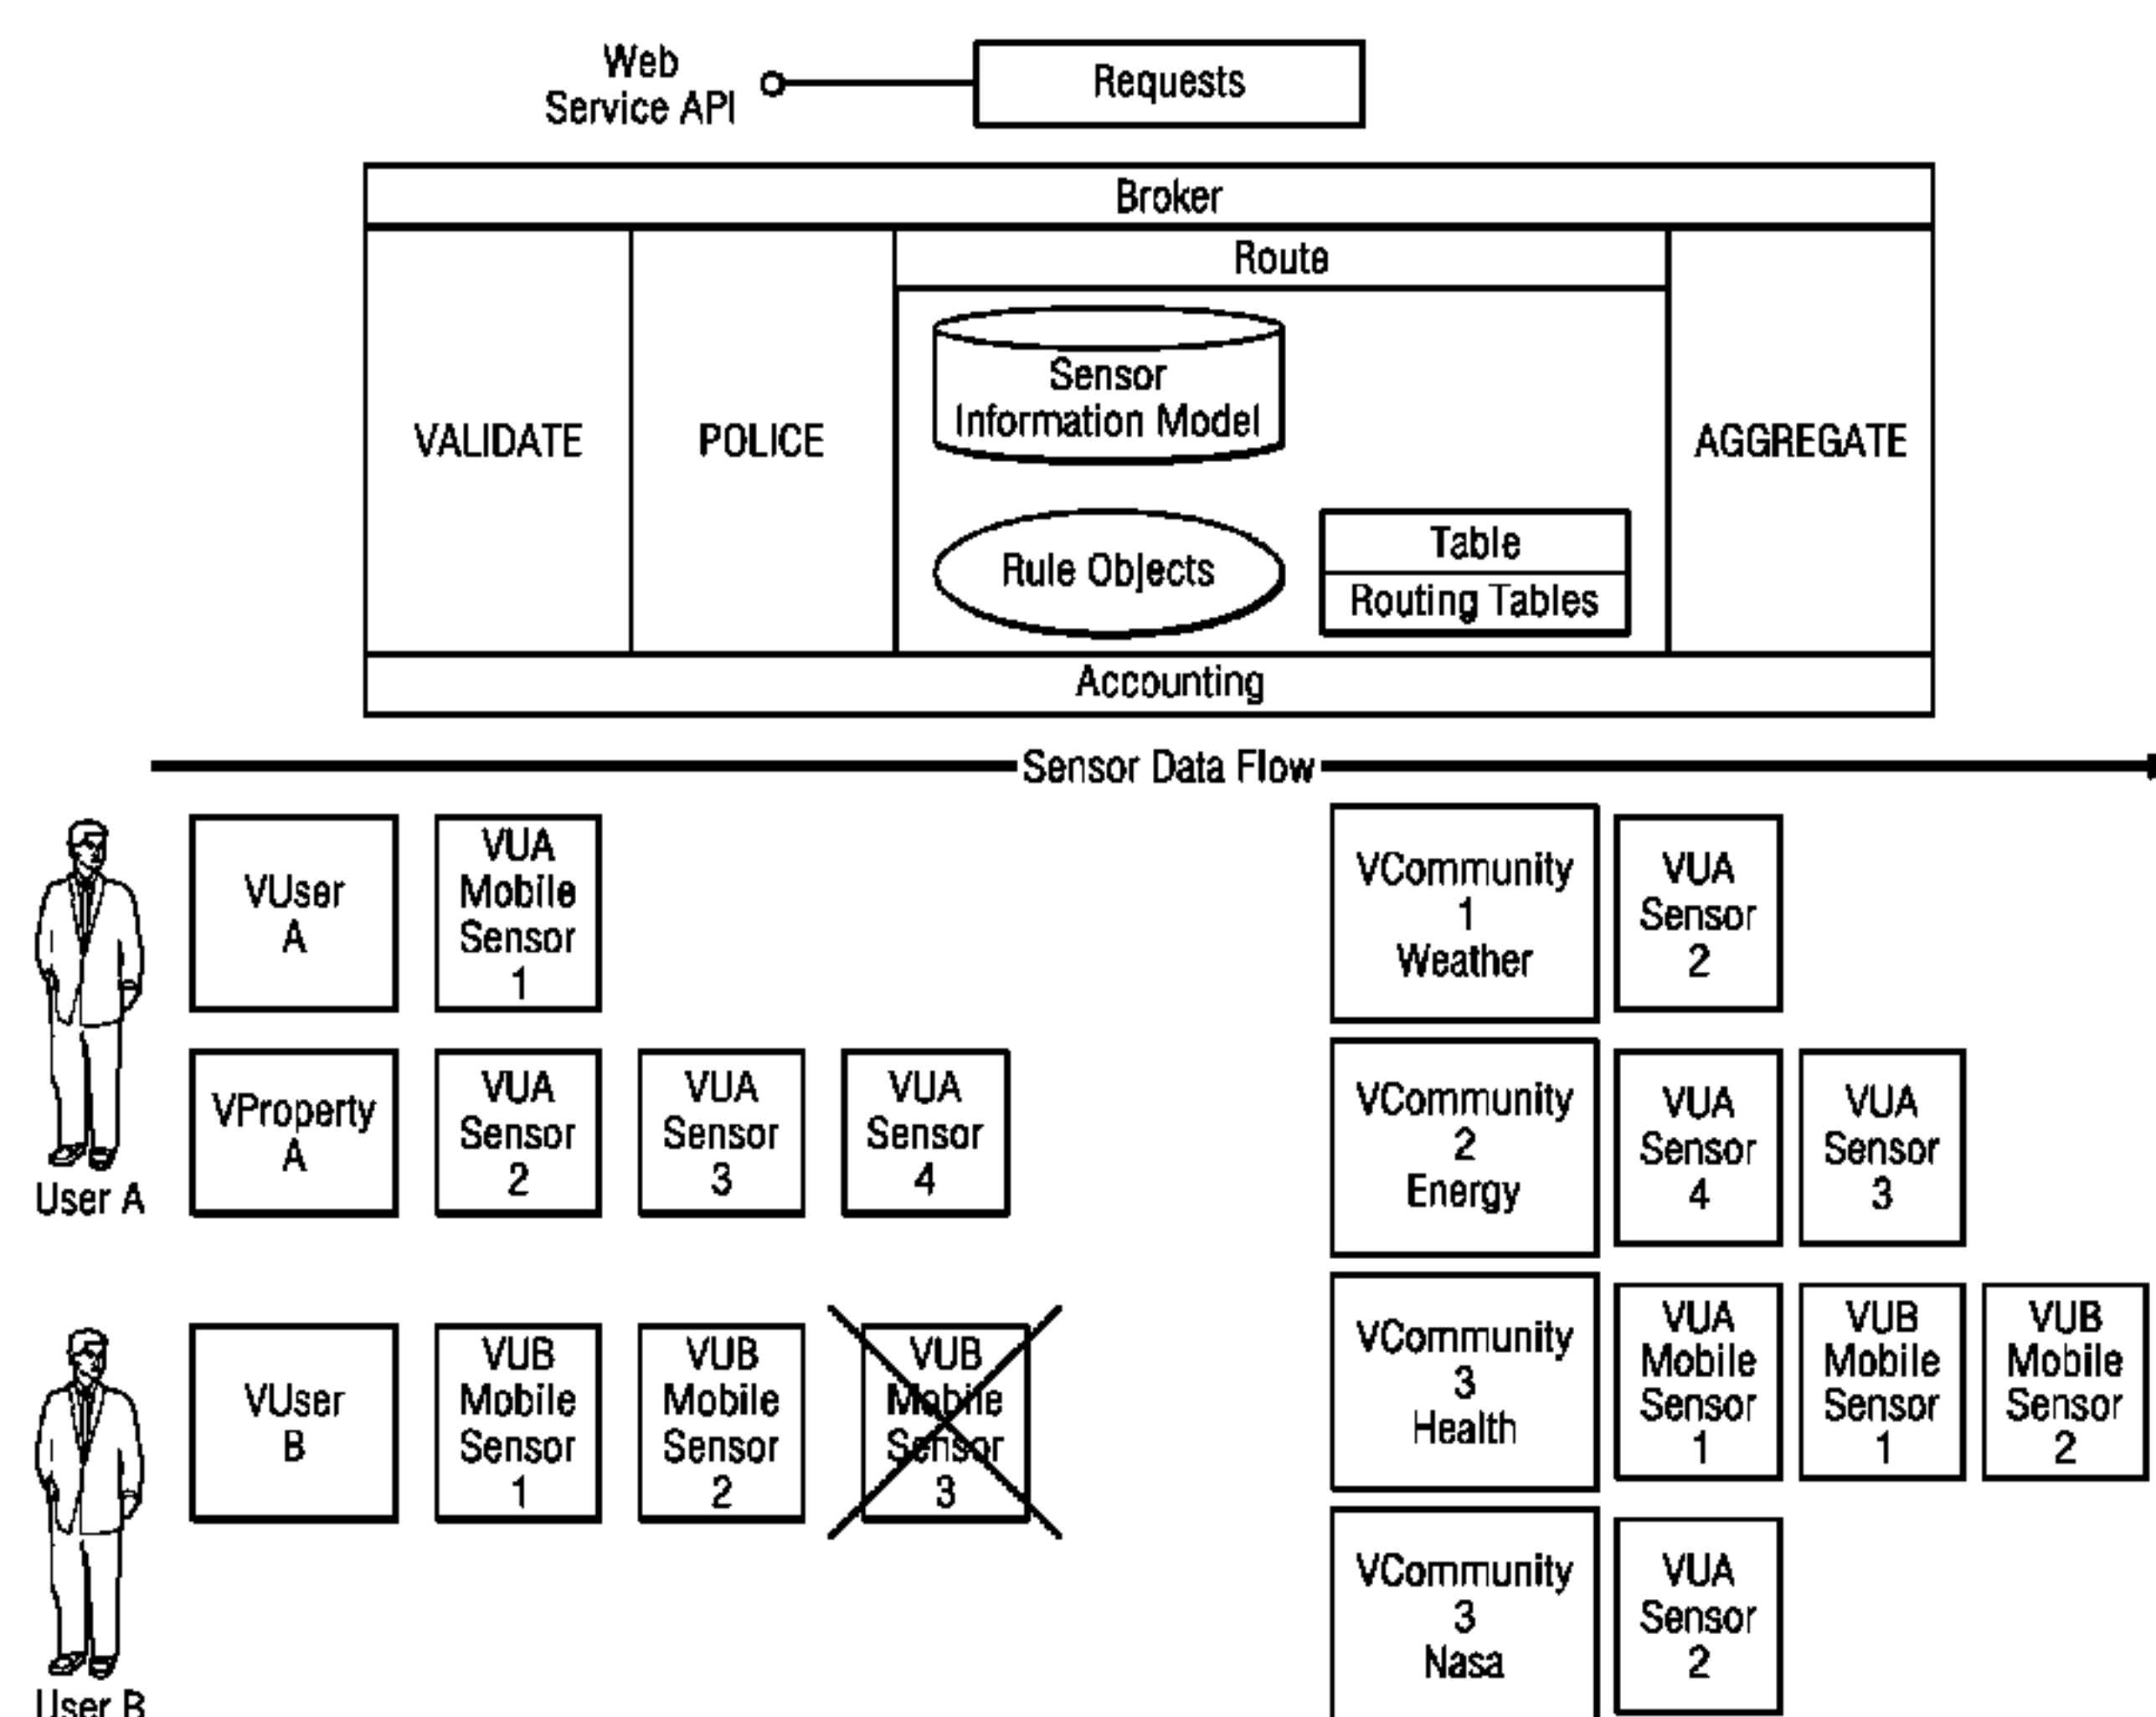 Web
Service API
Requests
Broker
VALIDATE
POLICE
Route
Sensor
Information Model
Rule Objects
Table
Routing Tables
AGGREGATE
Accounting
Sensor Data Flow
User A
VUser
A
VUA
Mobile
Sensor
1
VProperty
A
VUA
Sensor
2
VUA
Sensor
3
VUA
Sensor
4
User B
VUser
B
VUB
Mobile
Sensor
1
VUB
Mobile
Sensor
2
VUB
Mobile
Sensor
3
VCommunity
1
Weather
VUA
Sensor
2
VCommunity
2
Energy
VUA
Sensor
4
VUA
Sensor
3
VCommunity
3
Health
VUA
Mobile
Sensor
1
VUB
Mobile
Sensor
1
VUB
Mobile
Sensor
2
VCommunity
3
Nasa
VUA
Sensor
2